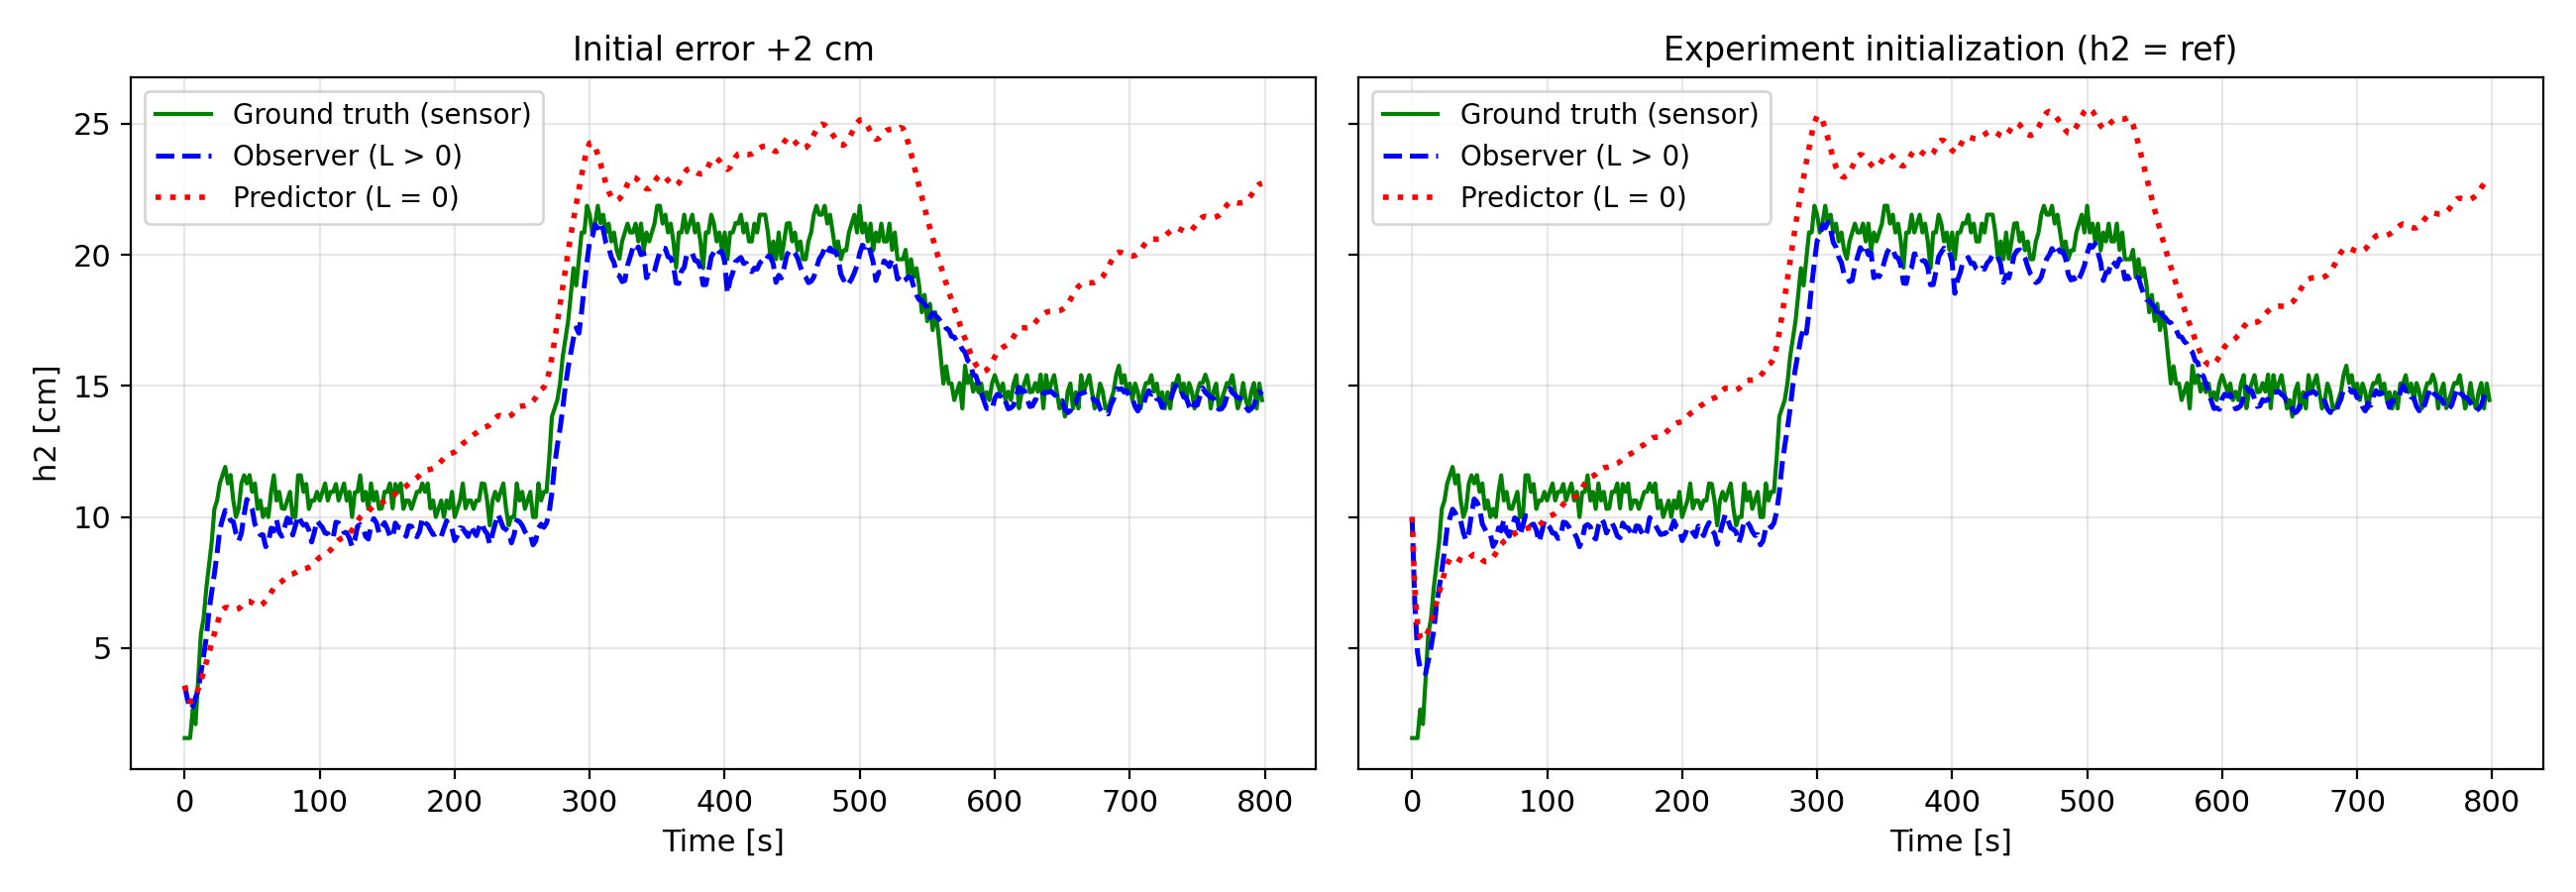 Initial error +2 cm
Ground truth (sensor)
Observer (L > 0)
Predictor (L = 0)
25
20
15
10
5
h2 [cm]
0 100 200 300 400 500 600 700 800
Time [s]
Experiment initialization (h2 = ref)
Ground truth (sensor)
Observer (L > 0)
Predictor (L = 0)
0 100 200 300 400 500 600 700 800
Time [s]